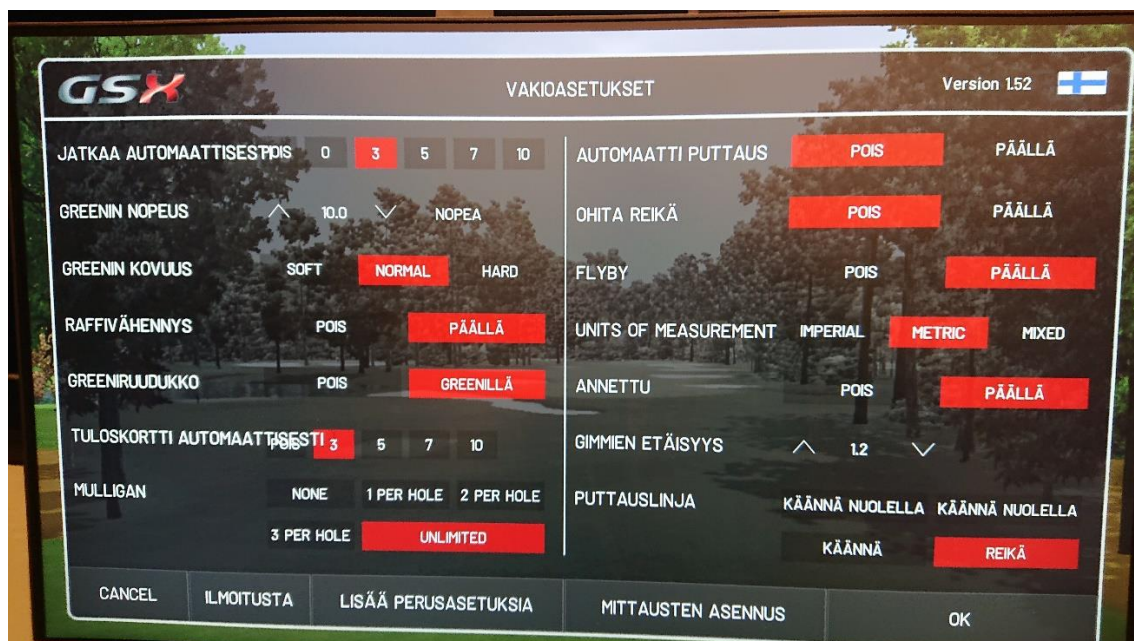 GSX VAKIOASETUKSET Version 1.52
JATKAA AUTOMAATTISESTI POIS 0 3 5 7 10
GREENIN NOPEUS 10.0 NOPEA
GREENIN KOVUUS SOFT NORMAL HARD
RAFFIVÄHENNYS POIS PÄÄLLÄ
GREENIRUUDUKKO POIS GREENILLÄ
TULOSKORTTI AUTOMAATTISESTI POIS 3 5 7 10
MULLIGAN NONE 1 PER HOLE 2 PER HOLE
3 PER HOLE UNLIMITED
AUTOMAATTI PUTTAUS POIS PÄÄLLÄ
OHITA REIKÄ POIS PÄÄLLÄ
FLYBY POIS PÄÄLLÄ
UNITS OF MEASUREMENT IMPERIAL METRIC MIXED
ANNETTU POIS PÄÄLLÄ
GIMMIEN ETÄISYYS 1.2
PUTTAUSLINJA KÄÄNNÄ NUOLELLA KÄÄNNÄ NUOLELLA
KÄÄNNÄ REIKÄ
CANCEL ILMOITUSTA LISÄÄ PERUSASETUKSIA MITTAUSTEN ASENNUS OK